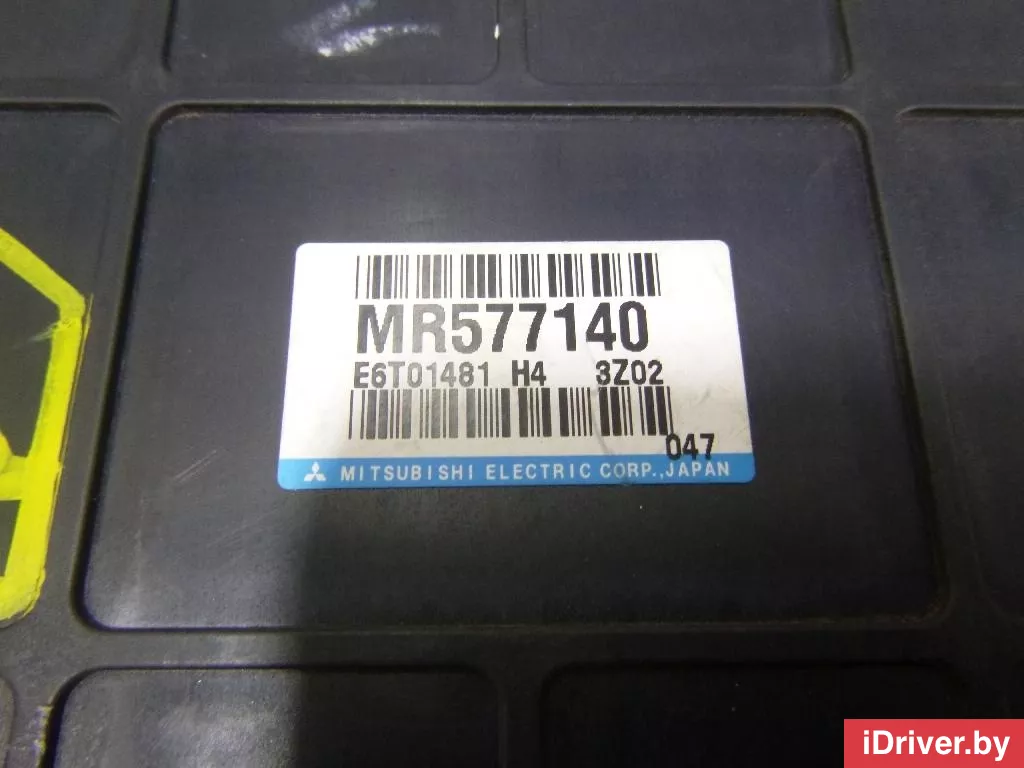 MR577140
E6T01481 H4 3Z02
047
MITSUBISHI ELECTRIC CORP.,JAPAN
iDriver.by